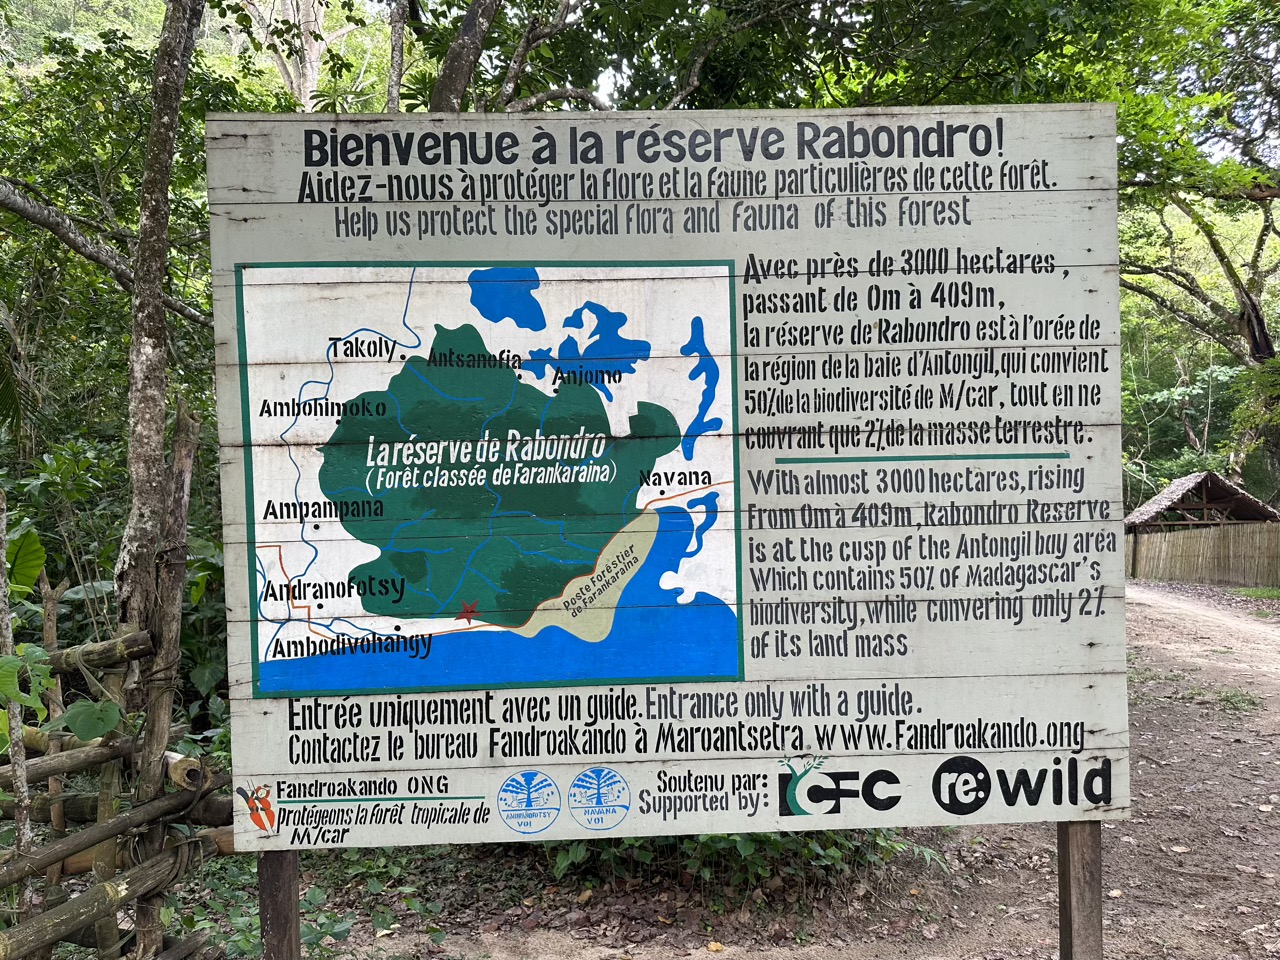 Bienvenue à la réserve Rabondro!
Aidez-nous à protéger la flore et la faune particulières de cette forêt.
Help us protect the special flora and fauna of this forest
Takoly
Antsanofia
Anjomo
Ambohimoko
La réserve de Rabondro
(Forêt classée de Farankaraina)
Navana
Ampampana
Andranofotsy
Poste Foréstier
de Farankaraina
Ambodivohangy
Avec près de 3000 hectares,
passant de 0m à 409m,
la réserve de Rabondro est à l'orée de
la région de la baie d'Antongil, qui convient
50% de la biodiversité de M/car, tout en ne
couvrant que 2% de la masse terrestre.
With almost 3000 hectares, rising
From 0m à 409m, Rabondro Reserve
is at the cusp of the Antongil bay area
Which contains 50% of Madagascar's
biodiversity, while convering only 2%
of its land mass
Entrée uniquement avec un guide. Entrance only with a guide.
Contactez le bureau Fandroakando à Maroantsetra. www.Fandroakando.ong
Fandroakando ONG
protégeons la forêt tropicale de
M/car
ANDRANOFOTSY
VOI
NAVANA
VOI
Soutenu par:
Supported by:
CFC
re:wild